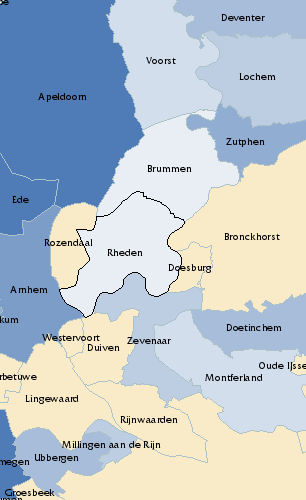 Deventer
Voorst
Lochem
Apeldoorn
Zutphen
Brummen
Ede
Bronckhorst
Rozendaal
Rheden
Doesburg
Arnhem
kum
Doetinchem
Westervoort
Duiven
Zevenaar
Oude IJsse
Montferland
rbetuwe
Lingewaard
Rijnwaarden
Millingen aan de Rijn
Ubbergen
megen
Groesbeek